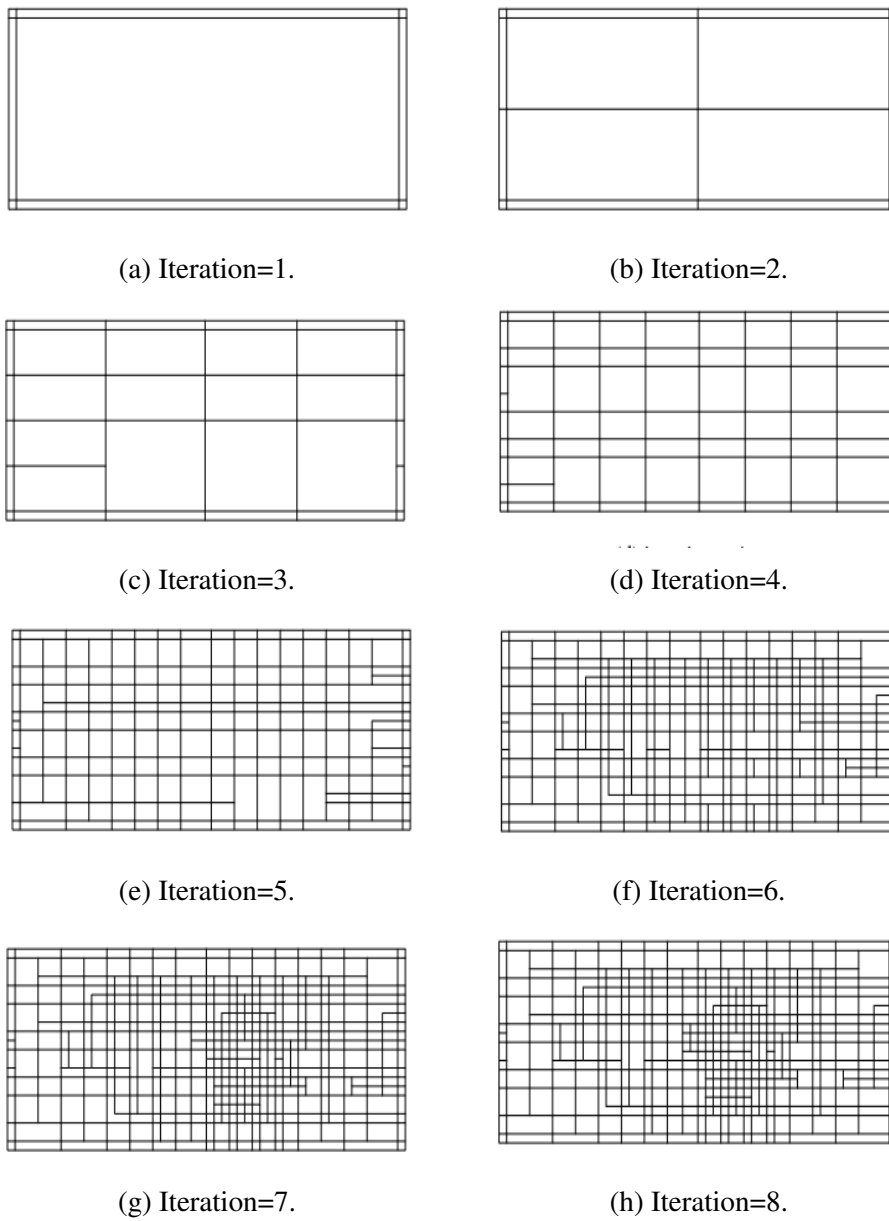 (a) Iteration=1.
(b) Iteration=2.
(c) Iteration=3.
(d) Iteration=4.
(e) Iteration=5.
(f) Iteration=6.
(g) Iteration=7.
(h) Iteration=8.